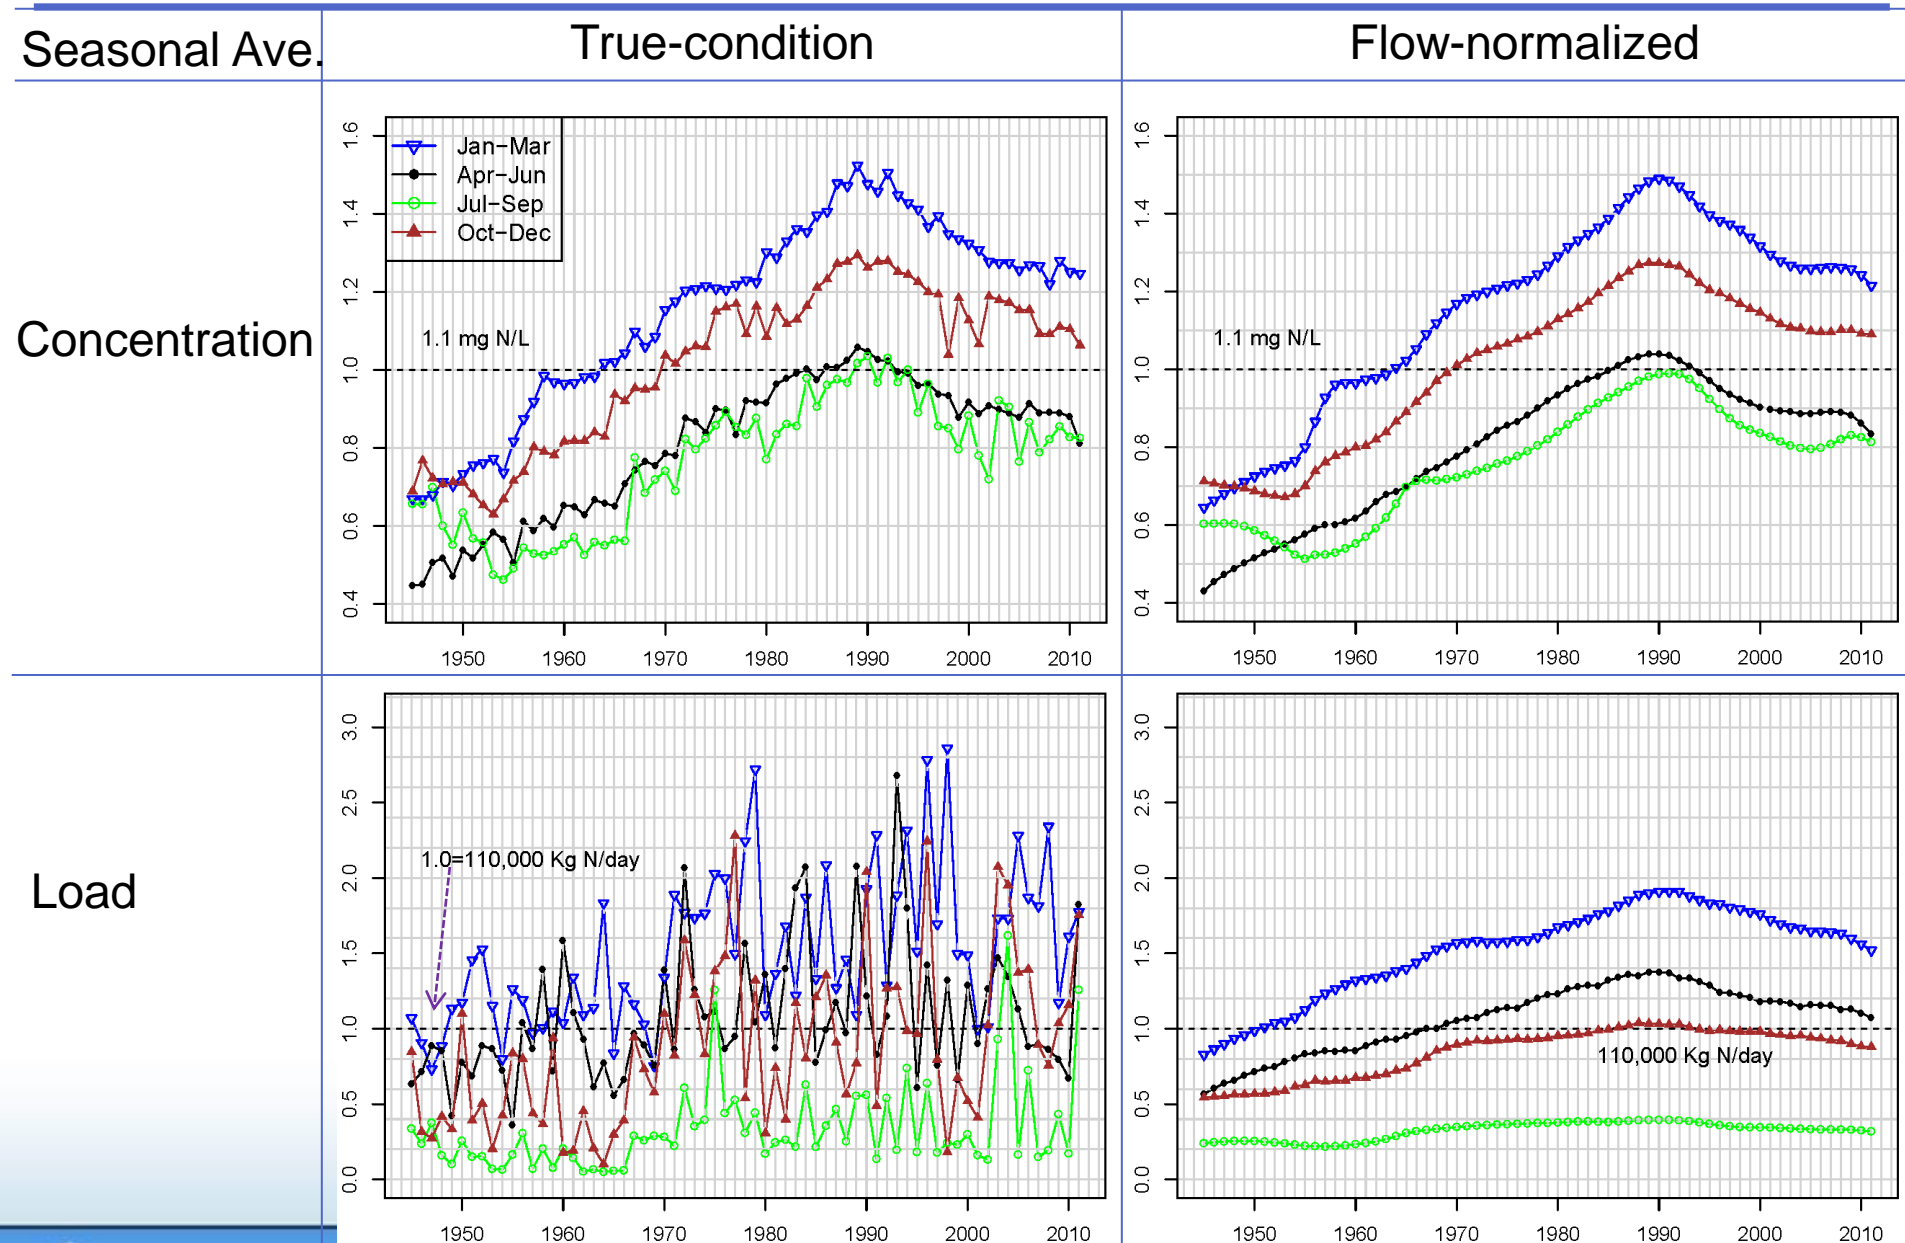 Seasonal Ave.
True-condition
Flow-normalized
Concentration
0.4 0.6 0.8 1.0 1.2 1.4 1.6
Jan−Mar
Apr−Jun
Jul−Sep
Oct−Dec
1.1 mg N/L
1950 1960 1970 1980 1990 2000 2010
0.4 0.6 0.8 1.0 1.2 1.4 1.6
1.1 mg N/L
1950 1960 1970 1980 1990 2000 2010
Load
0.0 0.5 1.0 1.5 2.0 2.5 3.0
1.0=110,000 Kg N/day
1950 1960 1970 1980 1990 2000 2010
0.0 0.5 1.0 1.5 2.0 2.5 3.0
110,000 Kg N/day
1950 1960 1970 1980 1990 2000 2010